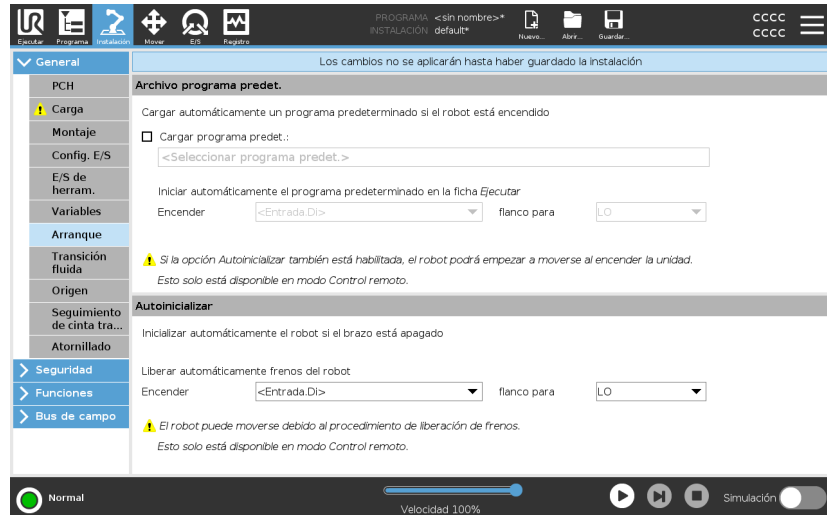 PROGRAMA <sin nombre>*
INSTALACIÓN default*
CCCC
CCCC
Ejecutar
Programa
Instalación
Mover
E/S
Registro
Nuevo...
Abrir...
Guardar...
General
Los cambios no se aplicarán hasta haber guardado la instalación
PCH
Carga
Montaje
Config. E/S
E/S de
herram.
Variables
Arranque
Transición
fluida
Origen
Seguimiento
de cinta tra...
Atornillado
Seguridad
Funciones
Bus de campo
Archivo programa predet.
Cargar automáticamente un programa predeterminado si el robot está encendido
Cargar programa predet.:
<Seleccionar programa predet.>
Iniciar automáticamente el programa predeterminado en la ficha Ejecutar
Encender <Entrada.Di> flanco para LO
Si la opción Autoinicializar también está habilitada, el robot podrá empezar a moverse al encender la unidad.
Esto solo está disponible en modo Control remoto.
Autoinicializar
Inicializar automáticamente el robot si el brazo está apagado
Liberar automáticamente frenos del robot
Encender <Entrada.Di> flanco para LO
El robot puede moverse debido al procedimiento de liberación de frenos.
Esto solo está disponible en modo Control remoto.
Normal
Velocidad 100%
Simulación